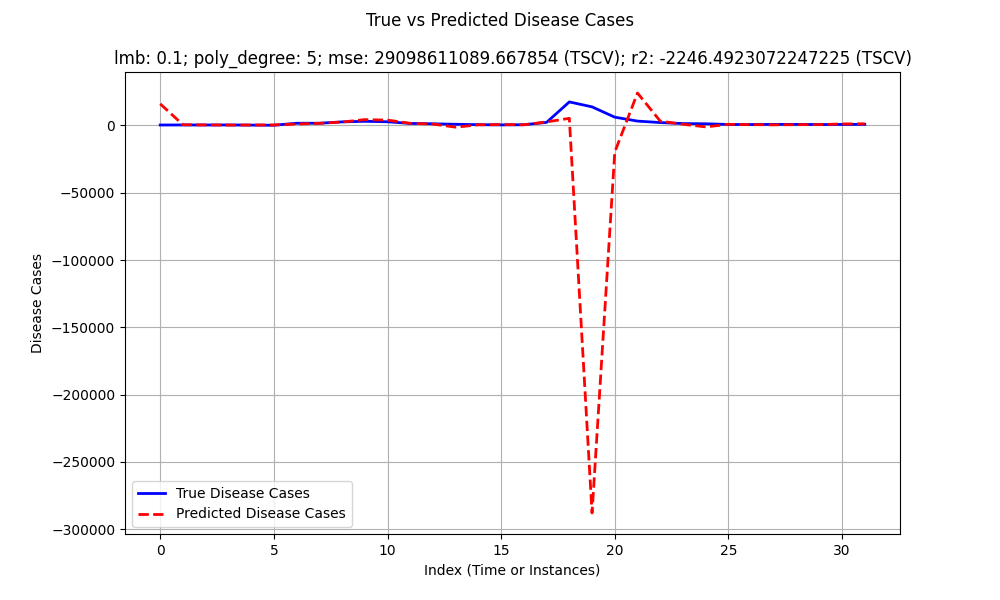 True vs Predicted Disease Cases
lmb: 0.1; poly_degree: 5; mse: 29098611089.667854 (TSCV); r2: -2246.4923072247225 (TSCV)
0
−50000
−100000
−150000
−200000
−250000
−300000
Disease Cases
True Disease Cases
Predicted Disease Cases
0 5 10 15 20 25 30
Index (Time or Instances)